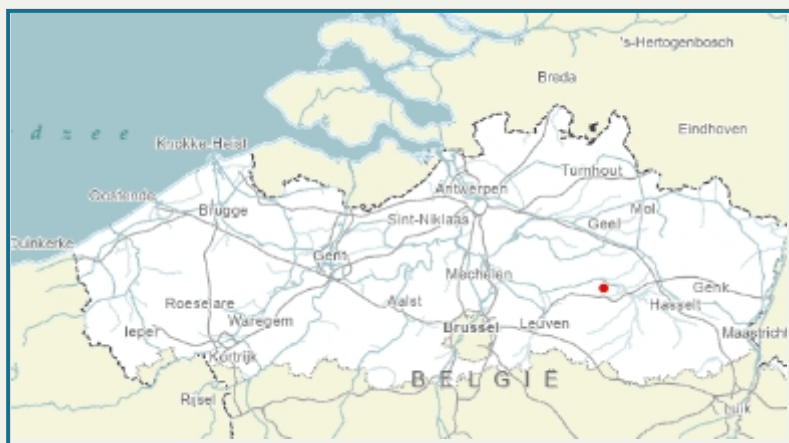 's-Hertogenbosch
Breda
Eindhoven
dzee
Knokke-Heist
Turnhout
Antwerpen
Oostende
Brugge
Sint-Niklaas
Geel
Mol
Duinkerke
Gent
Mechelen
Genk
Roeselare
Aalst
Hasselt
Ieper
Waregem
Brussel
Leuven
Maastricht
Kortrijk
BELGIË
Rijsel
Luik